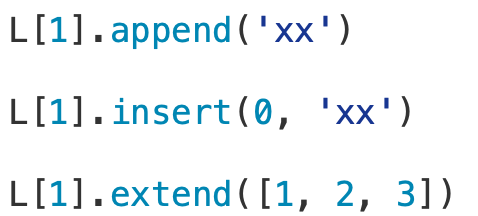 L[1].append('xx')
L[1].insert(0, 'xx')
L[1].extend([1, 2, 3])